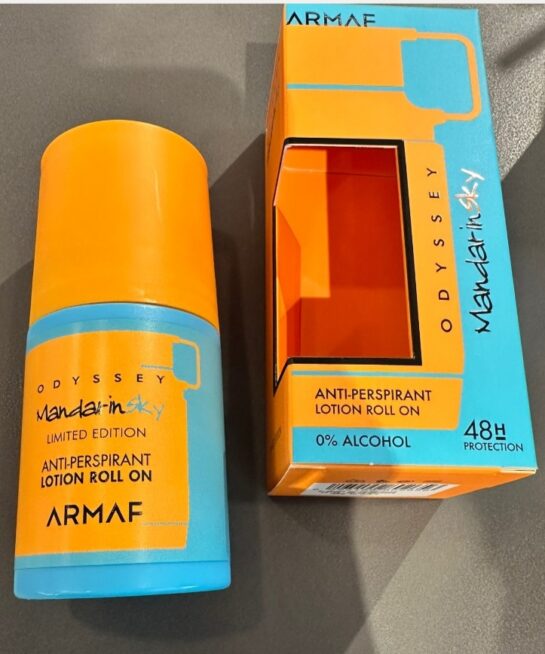 ODYSSEY
Mandarin sky
LIMITED EDITION
ANTI-PERSPIRANT
LOTION ROLL ON
ARMAF
ARMAF
ODYSSEY
Mandarin sky
ANTI-PERSPIRANT
LOTION ROLL ON
0% ALCOHOL
48H
PROTECTION